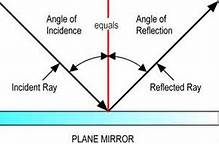 Angle of
Incidence
equals
Angle of
Reflection
Incident Ray
Reflected Ray
PLANE MIRROR